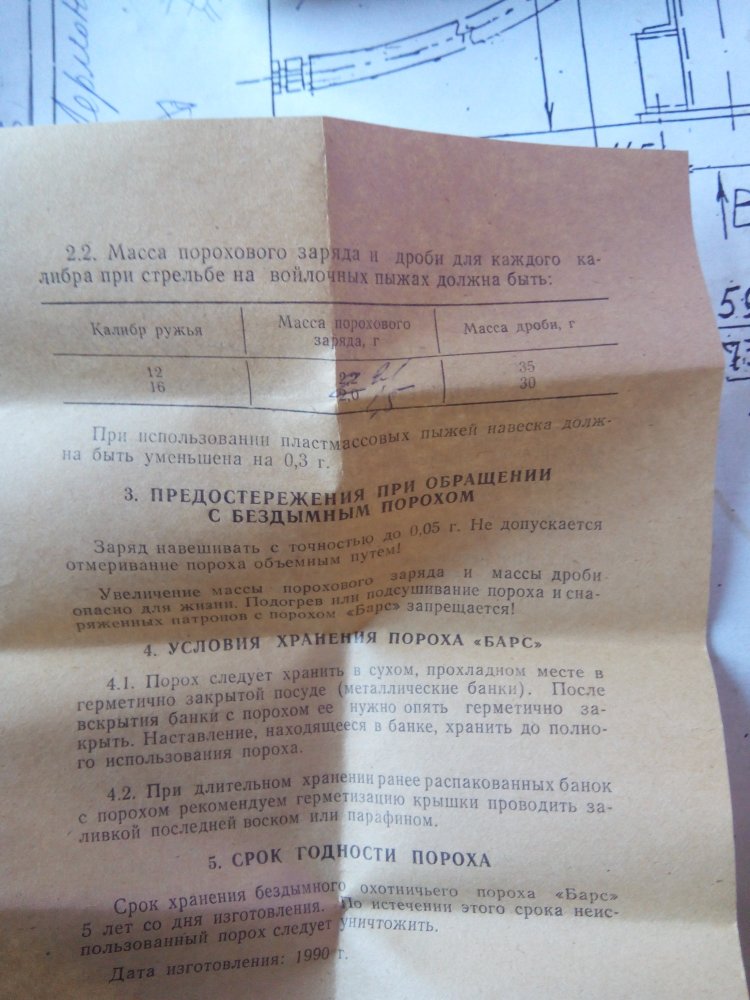 2.2. Масса порохового заряда и дроби для каждого ка-
либра при стрельбе на войлочных пыжах должна быть:
Калибр ружья
Масса порохового
заряда, г
Масса дроби, г
12
35
16
2,0
30
1,5
При использовании пластмассовых пыжей навеска долж-
на быть уменьшена на 0,3 г.
3. ПРЕДОСТЕРЕЖЕНИЯ ПРИ ОБРАЩЕНИИ
С БЕЗДЫМНЫМ ПОРОХОМ
Заряд навешивать с точностью до 0,05 г. Не допускается
отмеривание пороха объемным путем!
Увеличение массы порохового заряда и массы дроби
опасно для жизни. Подогрев или подсушивание пороха и сна-
ряженных патронов с порохом «Барс» запрещается!
4. УСЛОВИЯ ХРАНЕНИЯ ПОРОХА «БАРС»
4.1. Порох следует хранить в сухом, прохладном месте в
герметично закрытой посуде (металлические банки). После
вскрытия банки с порохом ее нужно опять герметично за-
крыть. Наставление, находящееся в банке, хранить до полно-
го использования пороха.
4.2. При длительном хранении ранее распакованных банок
с порохом рекомендуем герметизацию крышки проводить за-
ливкой последней воском или парафином.
5. СРОК ГОДНОСТИ ПОРОХА
Срок хранения бездымного охотничьего пороха «Барс»
5 лет со дня изготовления. По истечении этого срока неис-
пользованный порох следует уничтожить.
Дата изготовления: 1990 г.